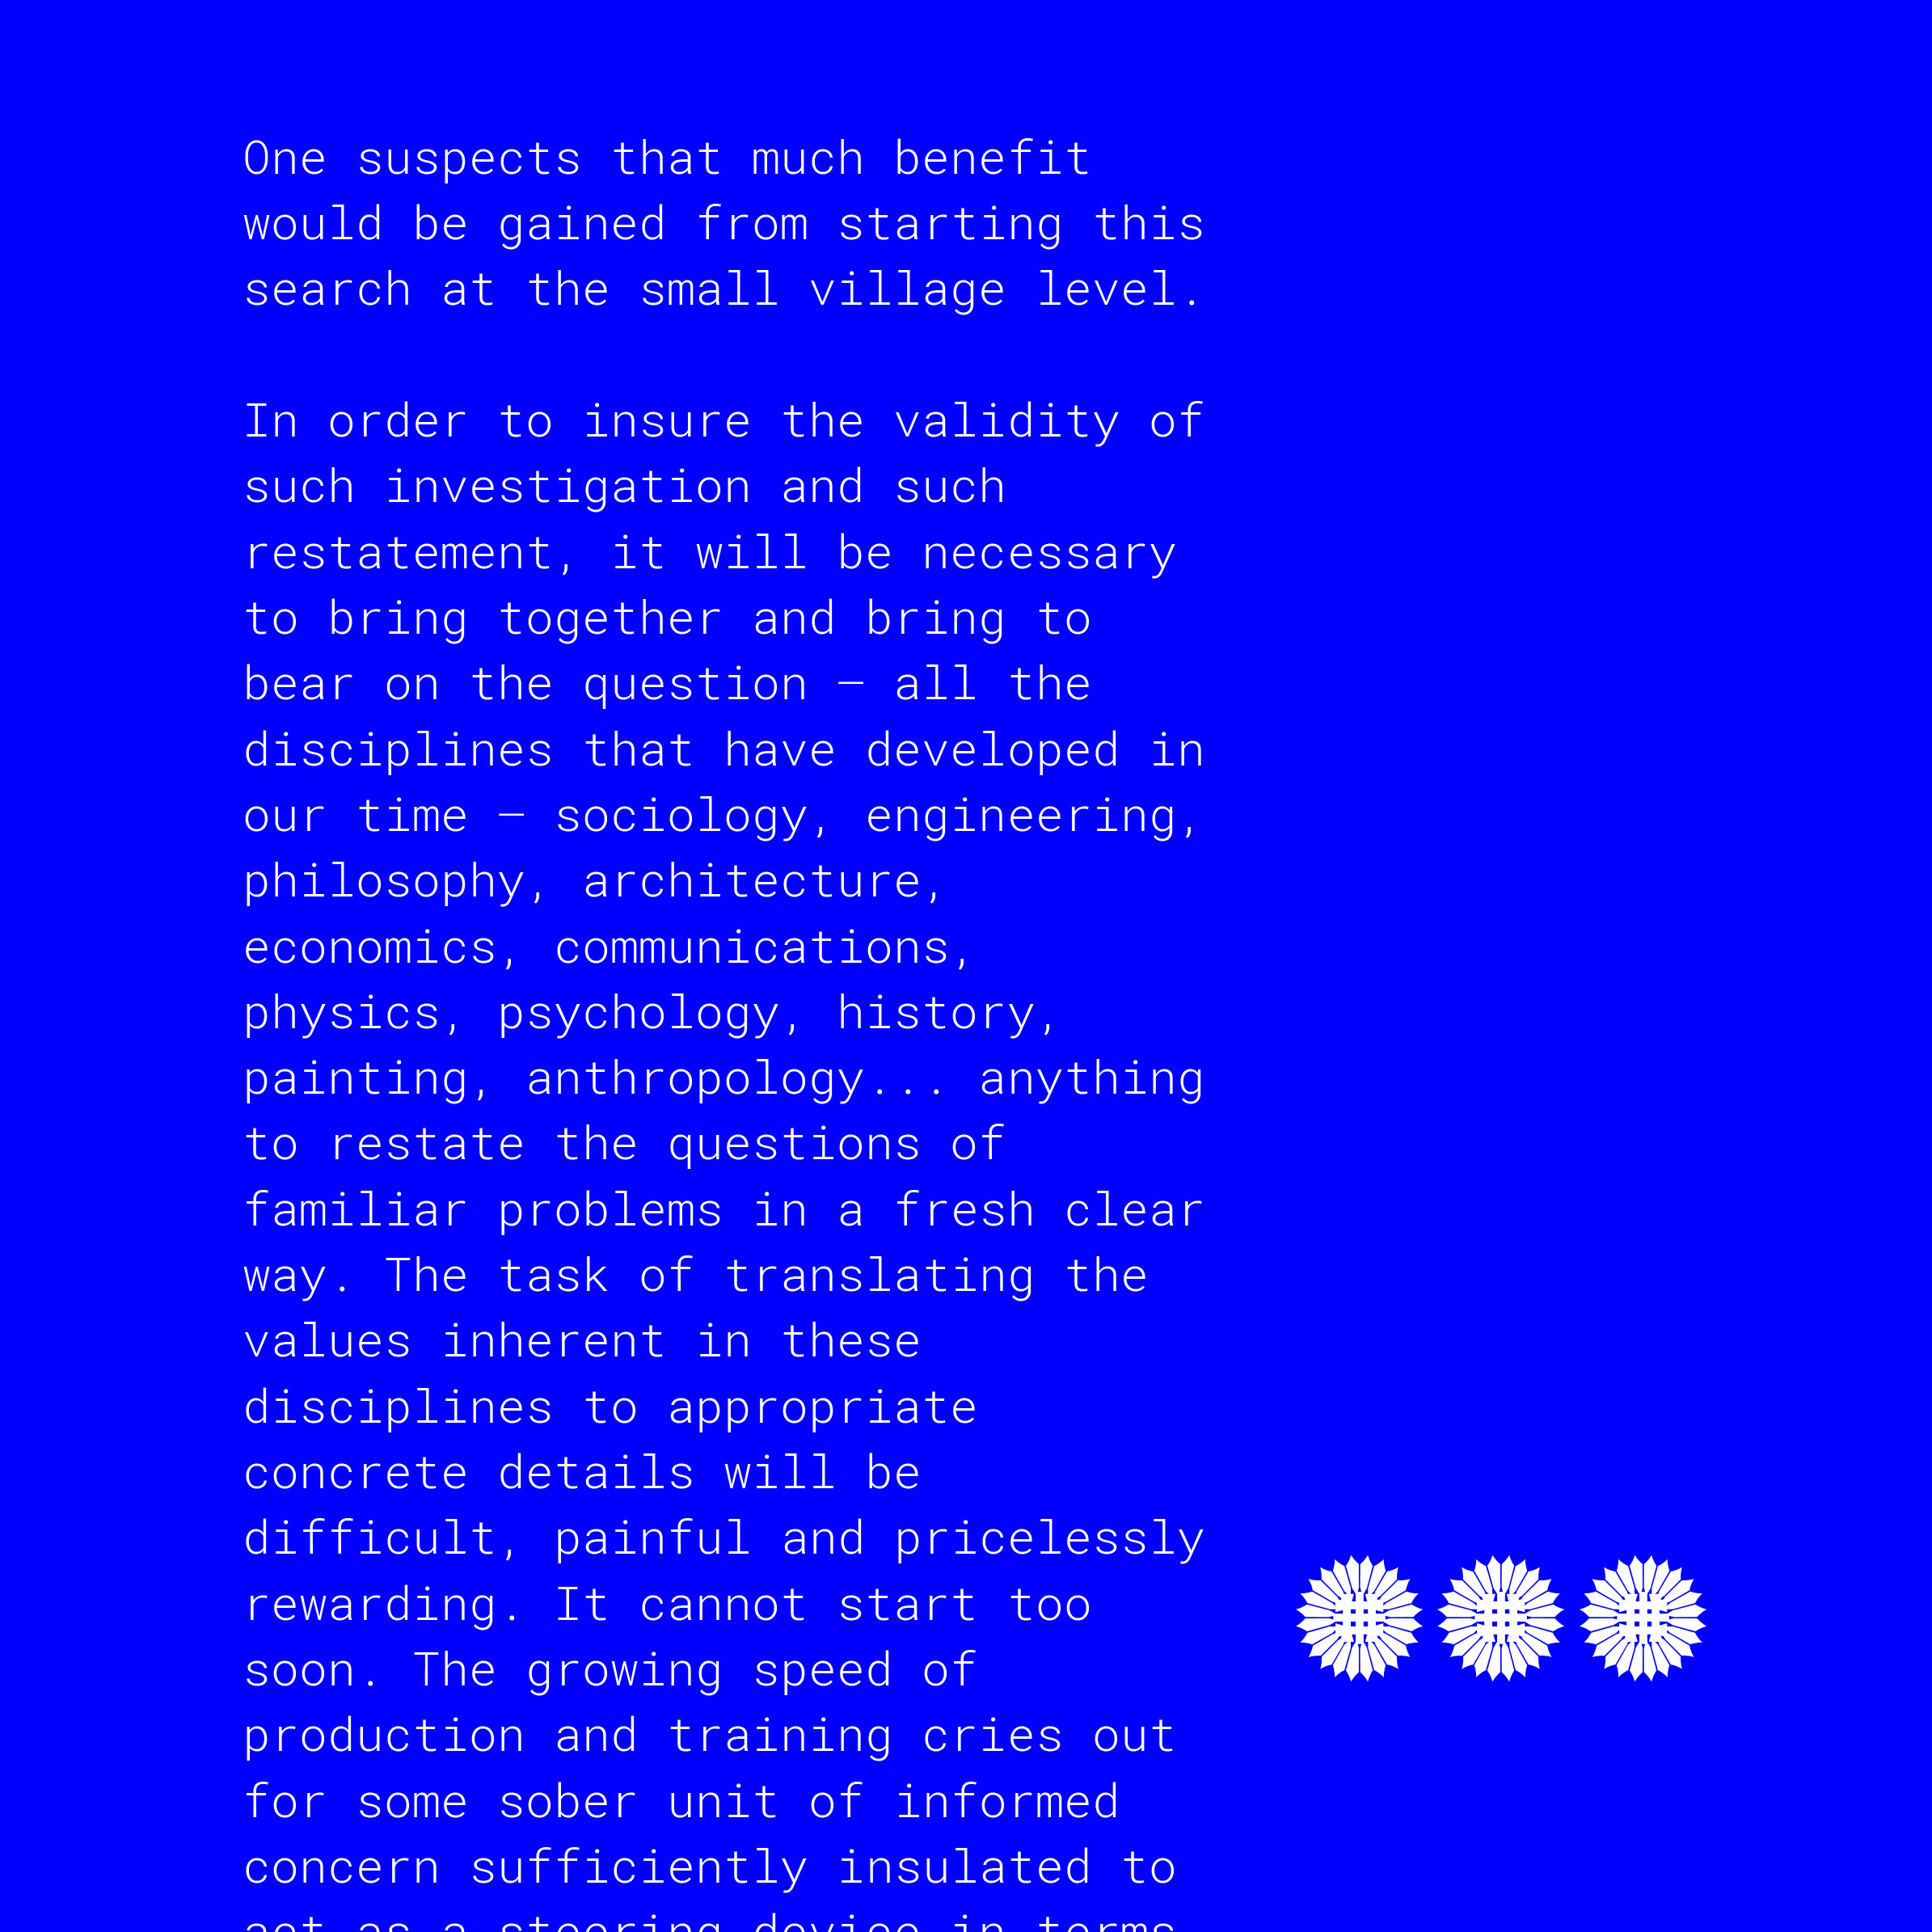 One suspects that much benefit
would be gained from starting this
search at the small village level.
In order to insure the validity of
such investigation and such
restatement, it will be necessary
to bring together and bring to
bear on the question — all the
disciplines that have developed in
our time — sociology, engineering,
philosophy, architecture,
economics, communications,
physics, psychology, history,
painting, anthropology... anything
to restate the questions of
familiar problems in a fresh clear
way. The task of translating the
values inherent in these
disciplines to appropriate
concrete details will be
difficult, painful and pricelessly
rewarding. It cannot start too
soon. The growing speed of
production and training cries out
for some sober unit of informed
concern sufficiently insulated to
act as a steering device in terms